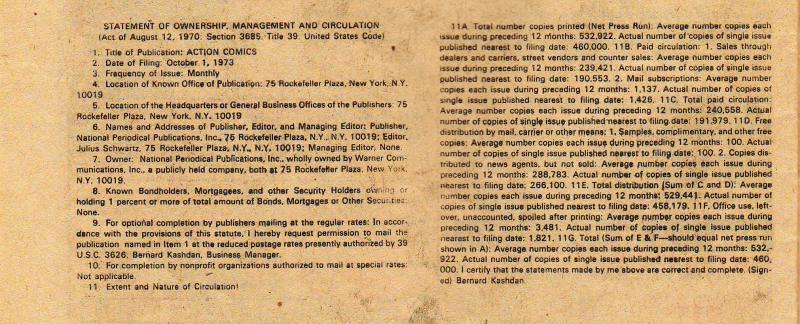 STATEMENT OF OWNERSHIP, MANAGEMENT AND CIRCULATION
(Act of August 12, 1970: Section 3685. Title 39. United States Code)
1. Title of Publication: ACTION COMICS
2. Date of Filing: October 1, 1973
3. Frequency of Issue: Monthly
4. Location of Known Office of Publication: 75 Rockefeller Plaza, New York, N.Y.
10019
5. Location of the Headquarters or General Business Offices of the Publishers: 75
Rockefeller Plaza, New York, N.Y. 10019
6. Names and Addresses of Publisher, Editor, and Managing Editor: Publisher,
National Periodical Publications, Inc., 75 Rockefeller Plaza, N.Y., N.Y. 10019; Editor,
Julius Schwartz, 75 Rockefeller Plaza, N.Y., N.Y. 10019; Managing Editor, None.
7. Owner: National Periodical Publications, Inc., wholly owned by Warner Com-
munications, Inc., a publicly held company, both at 75 Rockefeller Plaza, New York,
N.Y. 10019.
8. Known Bondholders, Mortgagees, and other Security Holders owning or
holding 1 percent or more of total amount of Bonds, Mortgages or Other Securities:
None.
9. For optional completion by publishers mailing at the regular rates: In accor-
dance with the provisions of this statute, I hereby request permission to mail the
publication named in Item 1 at the reduced postage rates presently authorized by 39
U.S.C. 3626. Bernard Kashdan, Business Manager.
10. For completion by nonprofit organizations authorized to mail at special rates:
Not applicable.
11. Extent and Nature of Circulation!
11A. Total number copies printed (Net Press Run): Average number copies each
issue during preceding 12 months: 532,922. Actual number of copies of single issue
published nearest to filing date: 460,000. 11B. Paid circulation: 1. Sales through
dealers and carriers, street vendors and counter sales: Average number copies each
issue during preceding 12 months: 239,421. Actual number of copies of single issue
published nearest to filing date: 190,553. 2. Mail subscriptions: Average number
copies each issue during preceding 12 months: 1,137. Actual number of copies of
single issue published nearest to filing date: 1,426. 11C, Total paid circulation:
Average number copies each issue during preceding 12 months: 240,558. Actual
number of copies of single issue published nearest to filing date: 191,979. 11D. Free
distribution by mail, carrier or other means: 1. Samples, complimentary, and other free
copies: Average number copies each issue during preceding 12 months: 100. Actual
number of copies of single issue published nearest to filing date: 100. 2. Copies dis-
tributed to news agents, but not sold: Average number copies each issue during
preceding 12 months: 288,783. Actual number of copies of single issue published
nearest to filing date: 266,100. 11E. Total distribution (Sum of C and D): Average
number copies each issue during preceding 12 months: 529,441. Actual number of
copies of single issue published nearest to filing date: 458,179. 11F. Office use, left-
over, unaccounted, spoiled after printing: Average number copies each issue during
preceding 12 months: 3,481. Actual number of copies of single issue published
nearest to filing date: 1,821. 11G. Total (Sum of E & F—should equal net press run
shown in A): Average number copies each issue during preceding 12 months: 532,-
922. Actual number of copies of single issue published nearest to filing date: 460,
000. I certify that the statements made by me above are correct and complete. (Sign-
ed) Bernard Kashdan